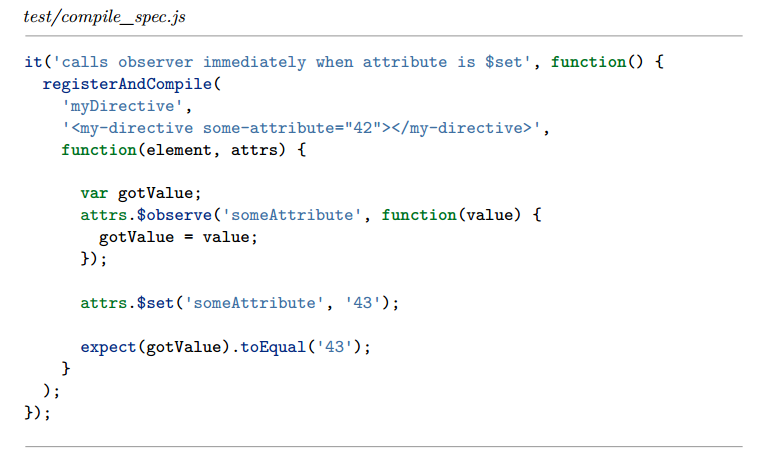 test/compile_spec.js
it('calls observer immediately when attribute is $set', function() {
  registerAndCompile(
    'myDirective',
    '<my-directive some-attribute="42"></my-directive>',
    function(element, attrs) {
      var gotValue;
      attrs.$observe('someAttribute', function(value) {
        gotValue = value;
      });
      attrs.$set('someAttribute', '43');
      expect(gotValue).toEqual('43');
    }
  );
});